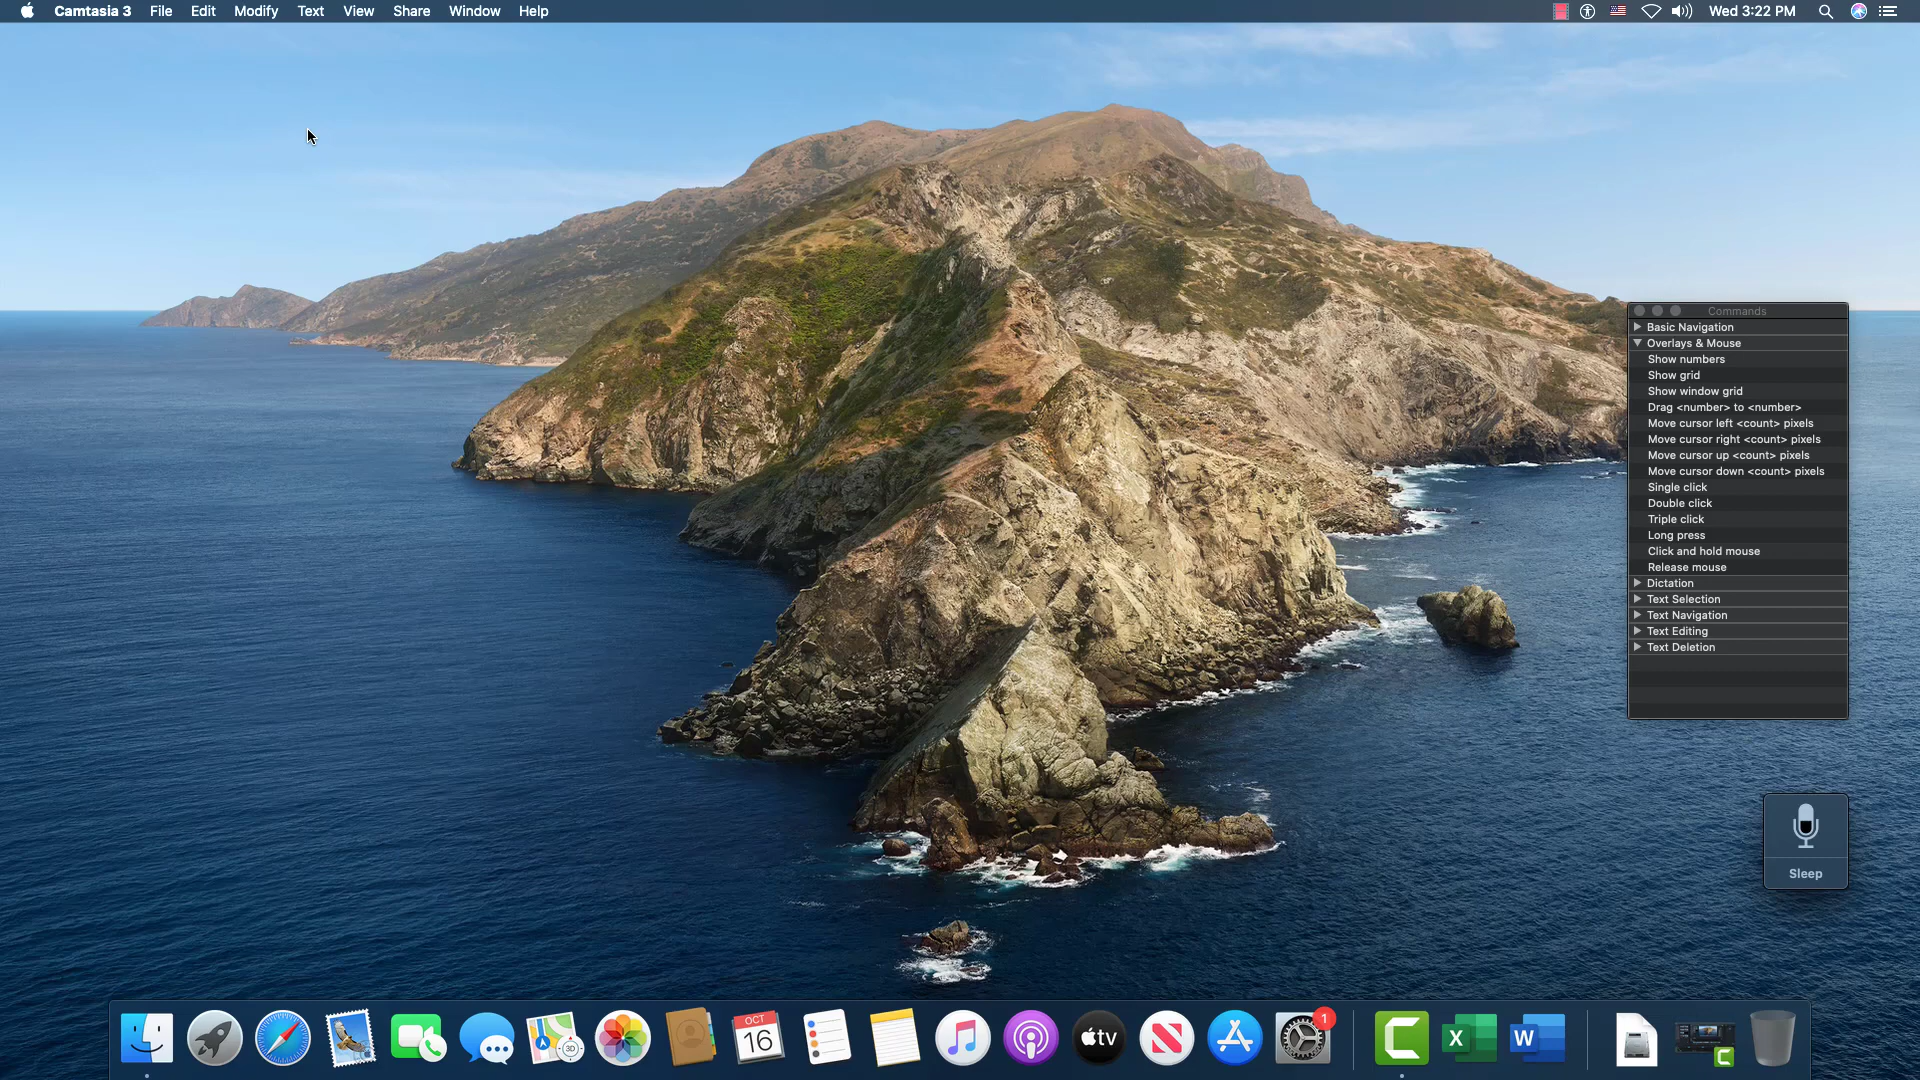 Camtasia 3 File Edit Modify Text View Share Window Help Wed 3:22 PM
Commands
Basic Navigation
Overlays & Mouse
Show numbers
Show grid
Show window grid
Drag <number> to <number>
Move cursor left <count> pixels
Move cursor right <count> pixels
Move cursor up <count> pixels
Move cursor down <count> pixels
Single click
Double click
Triple click
Long press
Click and hold mouse
Release mouse
Dictation
Text Selection
Text Navigation
Text Editing
Text Deletion
Sleep
OCT
16
3D
tv
1
X
W